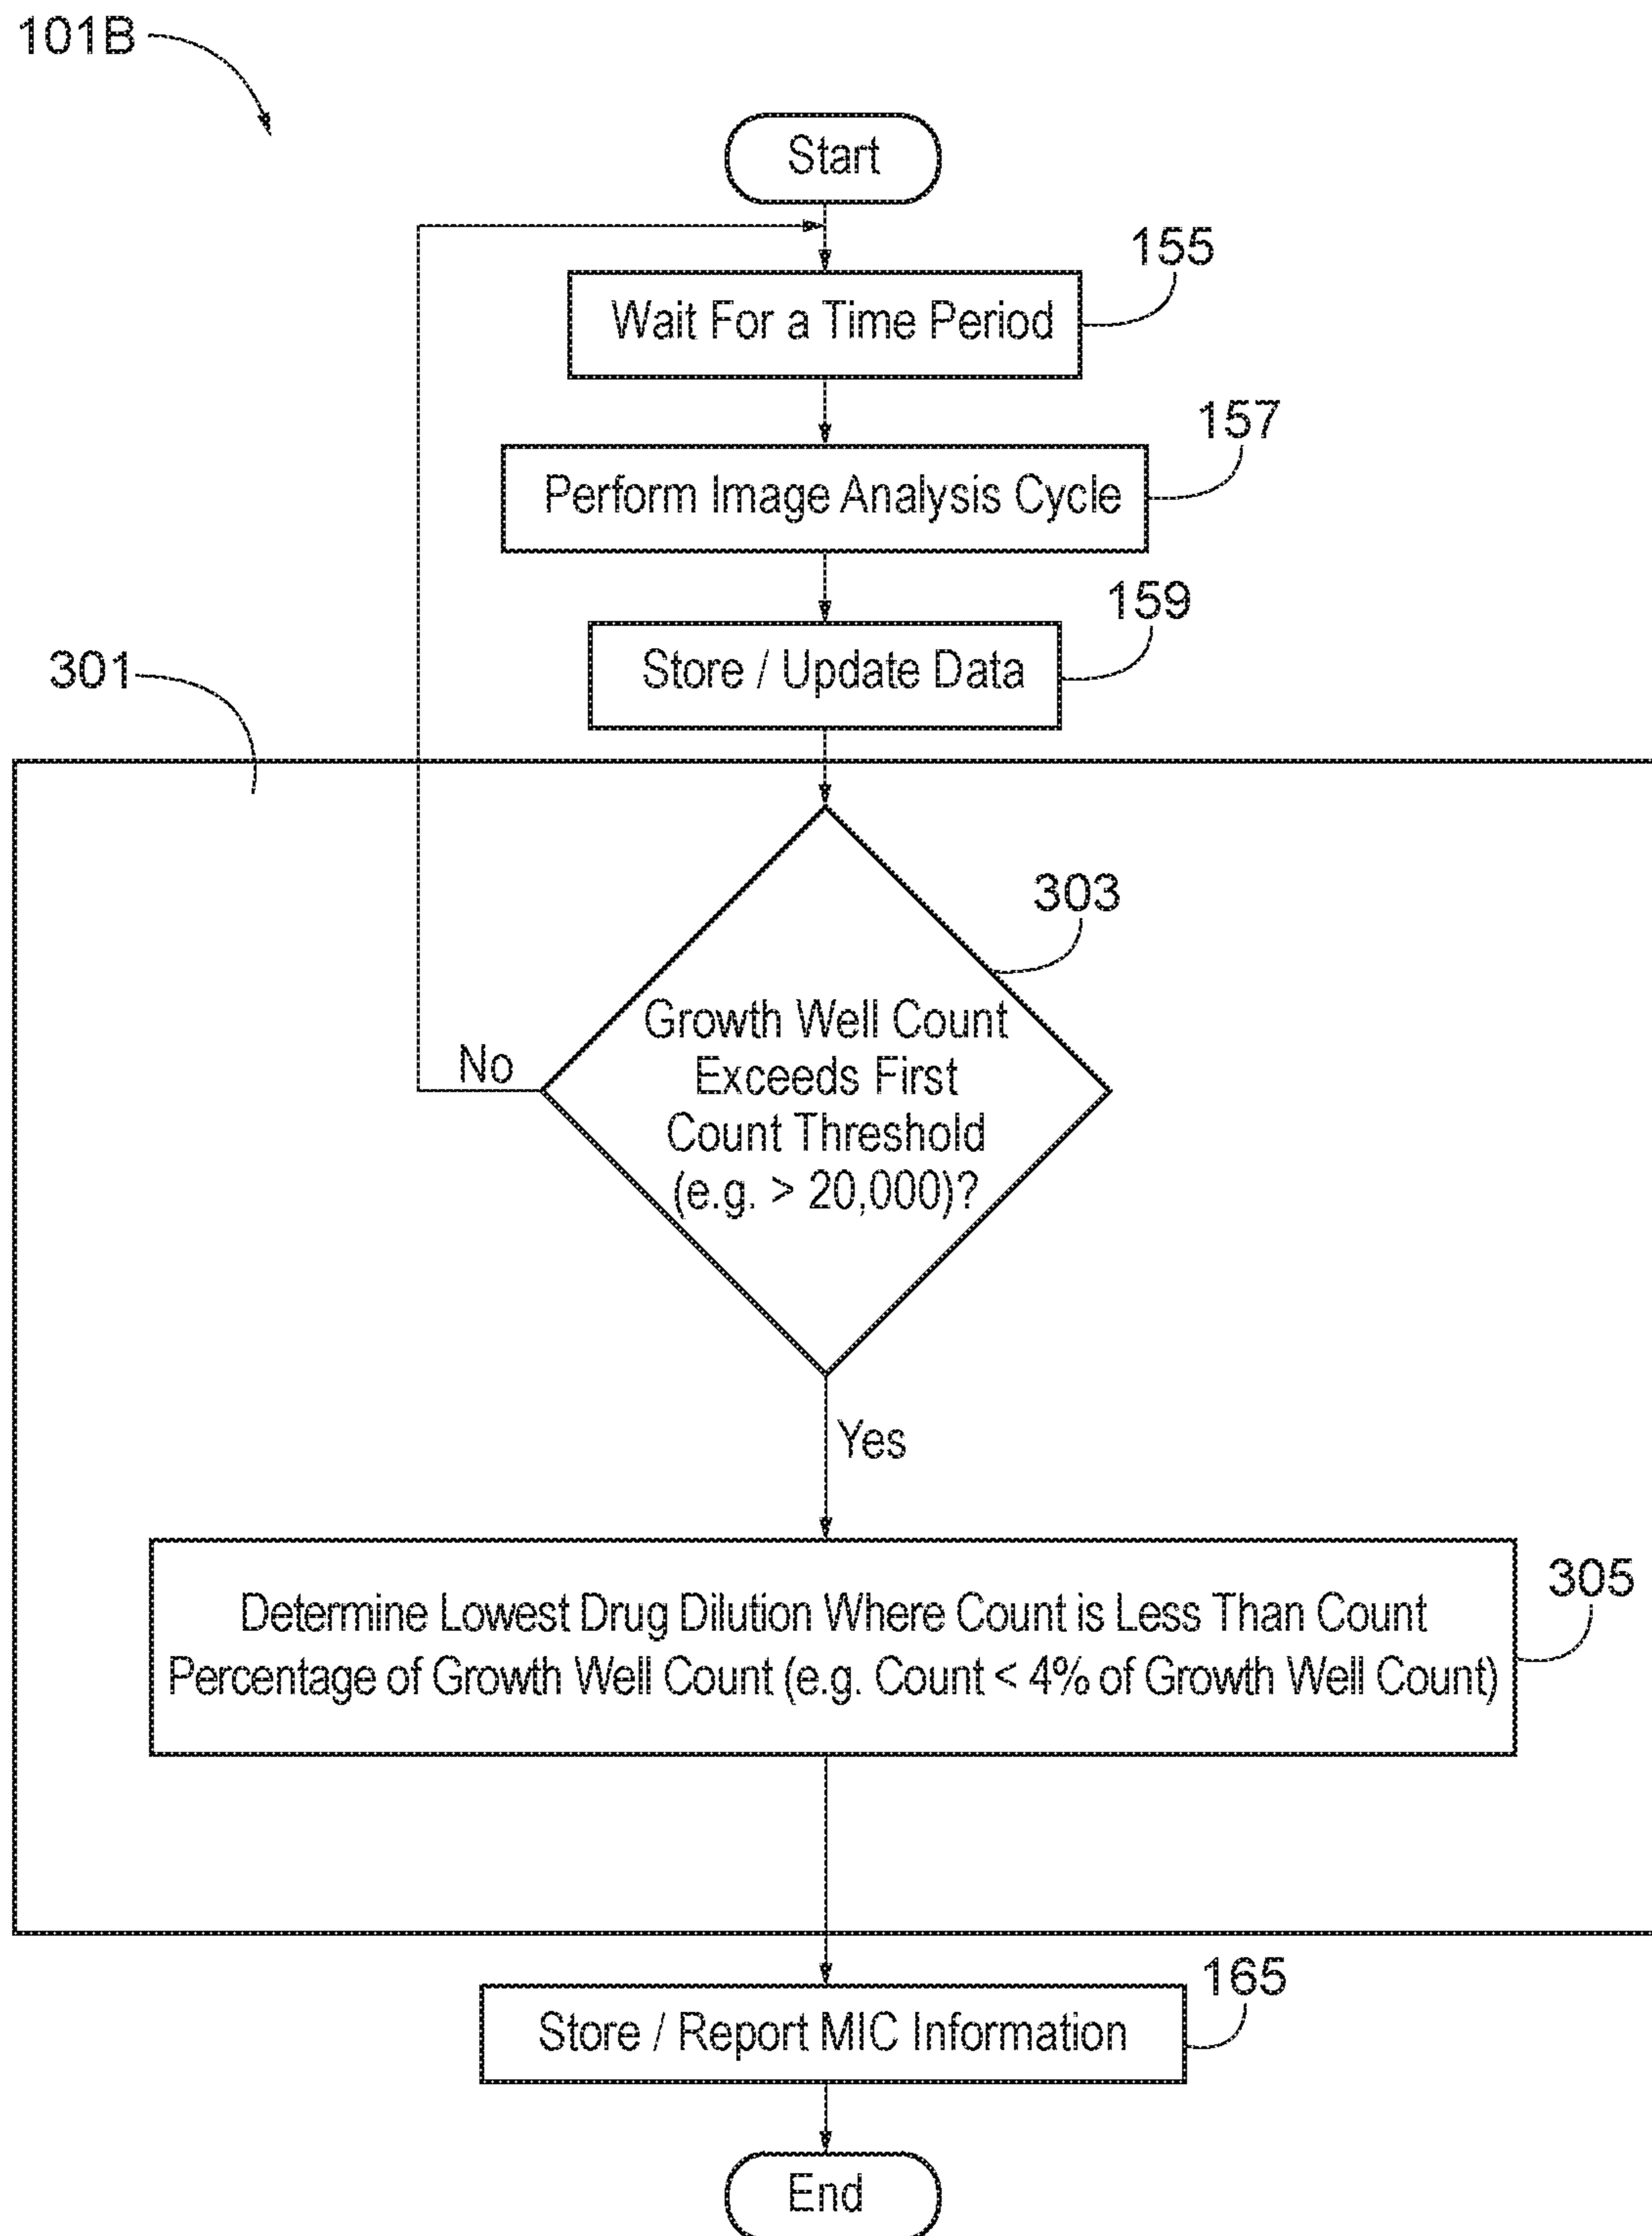 101B
Start
155
Wait For a Time Period
157
Perform Image Analysis Cycle
159
Store / Update Data
301
303
Growth Well Count
Exceeds First
Count Threshold
(e.g. > 20,000)?
No
Yes
305
Determine Lowest Drug Dilution Where Count is Less Than Count
Percentage of Growth Well Count (e.g. Count < 4% of Growth Well Count)
165
Store / Report MIC Information
End